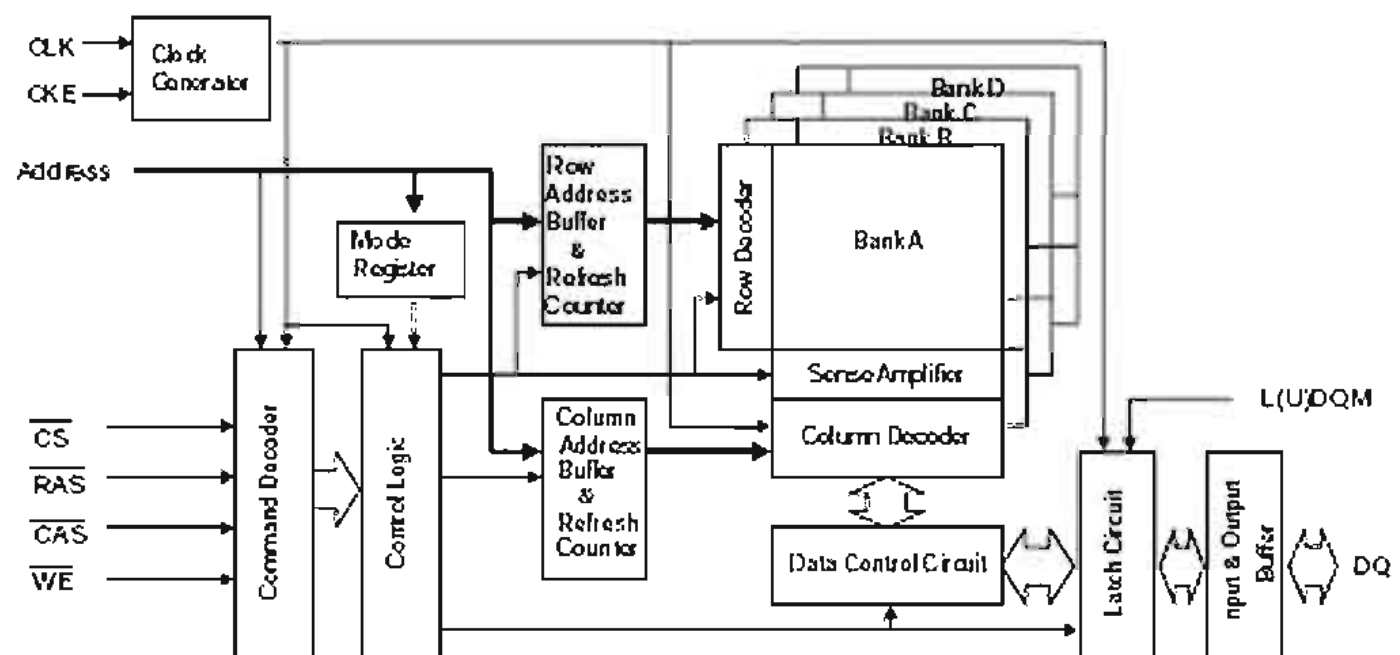 CLK
CKE
Clock
Generator
Address
Mode
Register
Row
Address
Buffer
&
Refresh
Counter
Bank D
Bank C
Bank B
Bank A
Row Decoder
Sense Amplifier
Column Decoder
Column
Address
Buffer
&
Refresh
Counter
CS
RAS
CAS
WE
Command Decoder
Control Logic
Data Control Circuit
L(U)DQM
Latch Circuit
nput & Output
Buffer
DQ